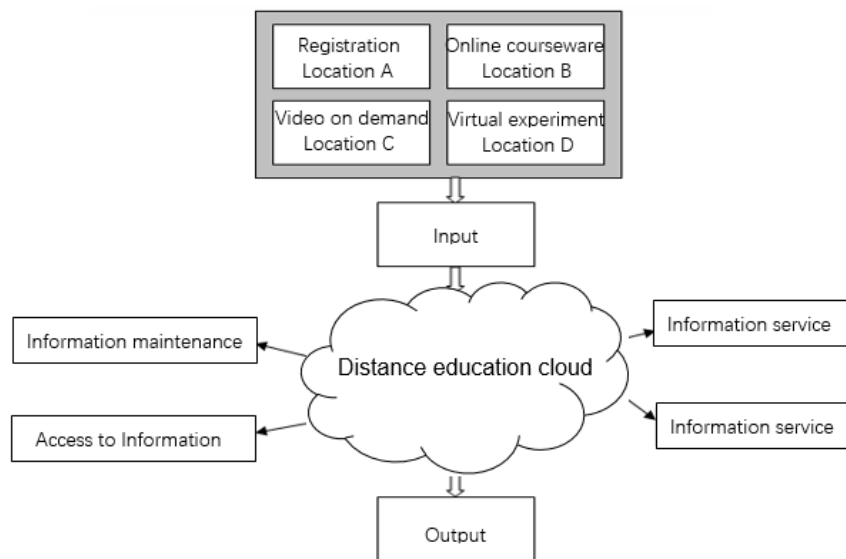 Registration
Location A
Online courseware
Location B
Video on demand
Location C
Virtual experiment
Location D
Input
Distance education cloud
Information maintenance
Information service
Access to Information
Information service
Output